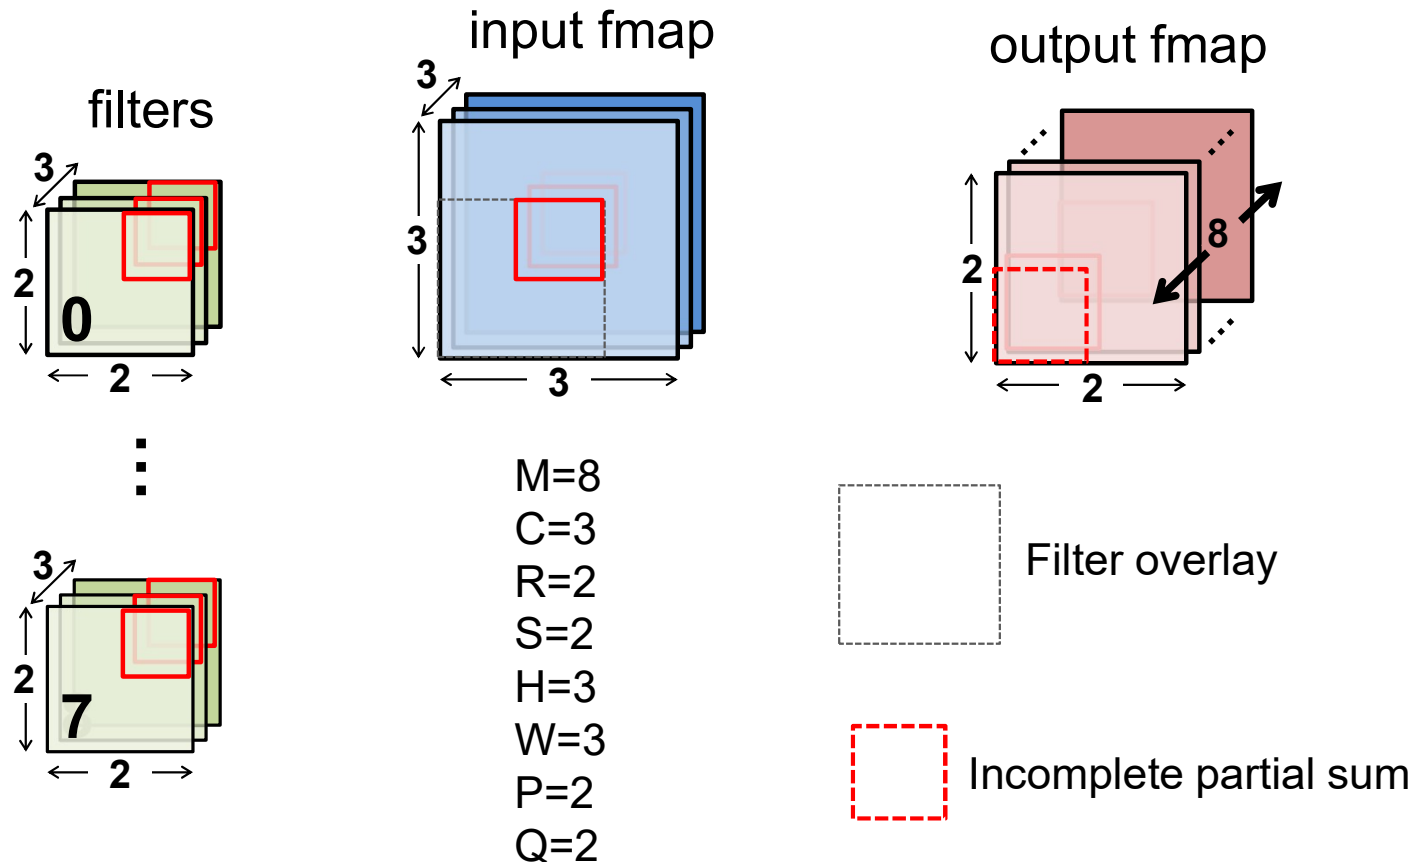 input fmap
output fmap
filters
3
3
2
0
2
3
3
3
2
8
2
⋮
3
2
7
2
M=8
C=3
R=2
S=2
H=3
W=3
P=2
Q=2
Filter overlay
Incomplete partial sum